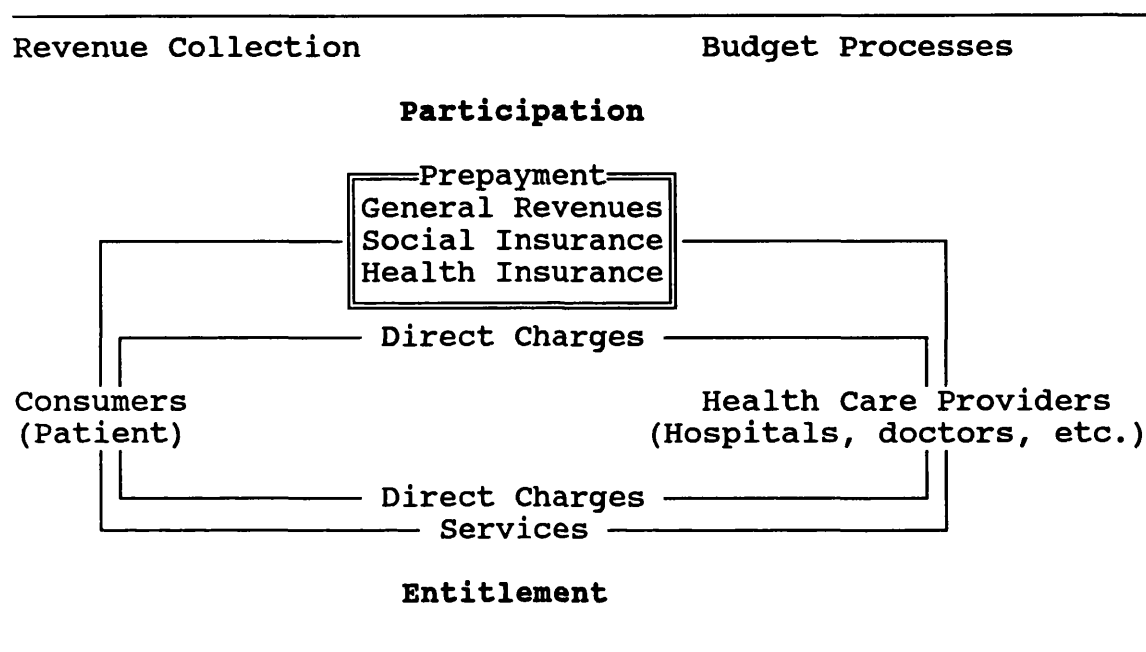 Revenue Collection Budget Processes
Participation
Prepayment
General Revenues
Social Insurance
Health Insurance
Direct Charges
Consumers Health Care Providers
(Patient) (Hospitals, doctors, etc.)
Direct Charges
Services
Entitlement